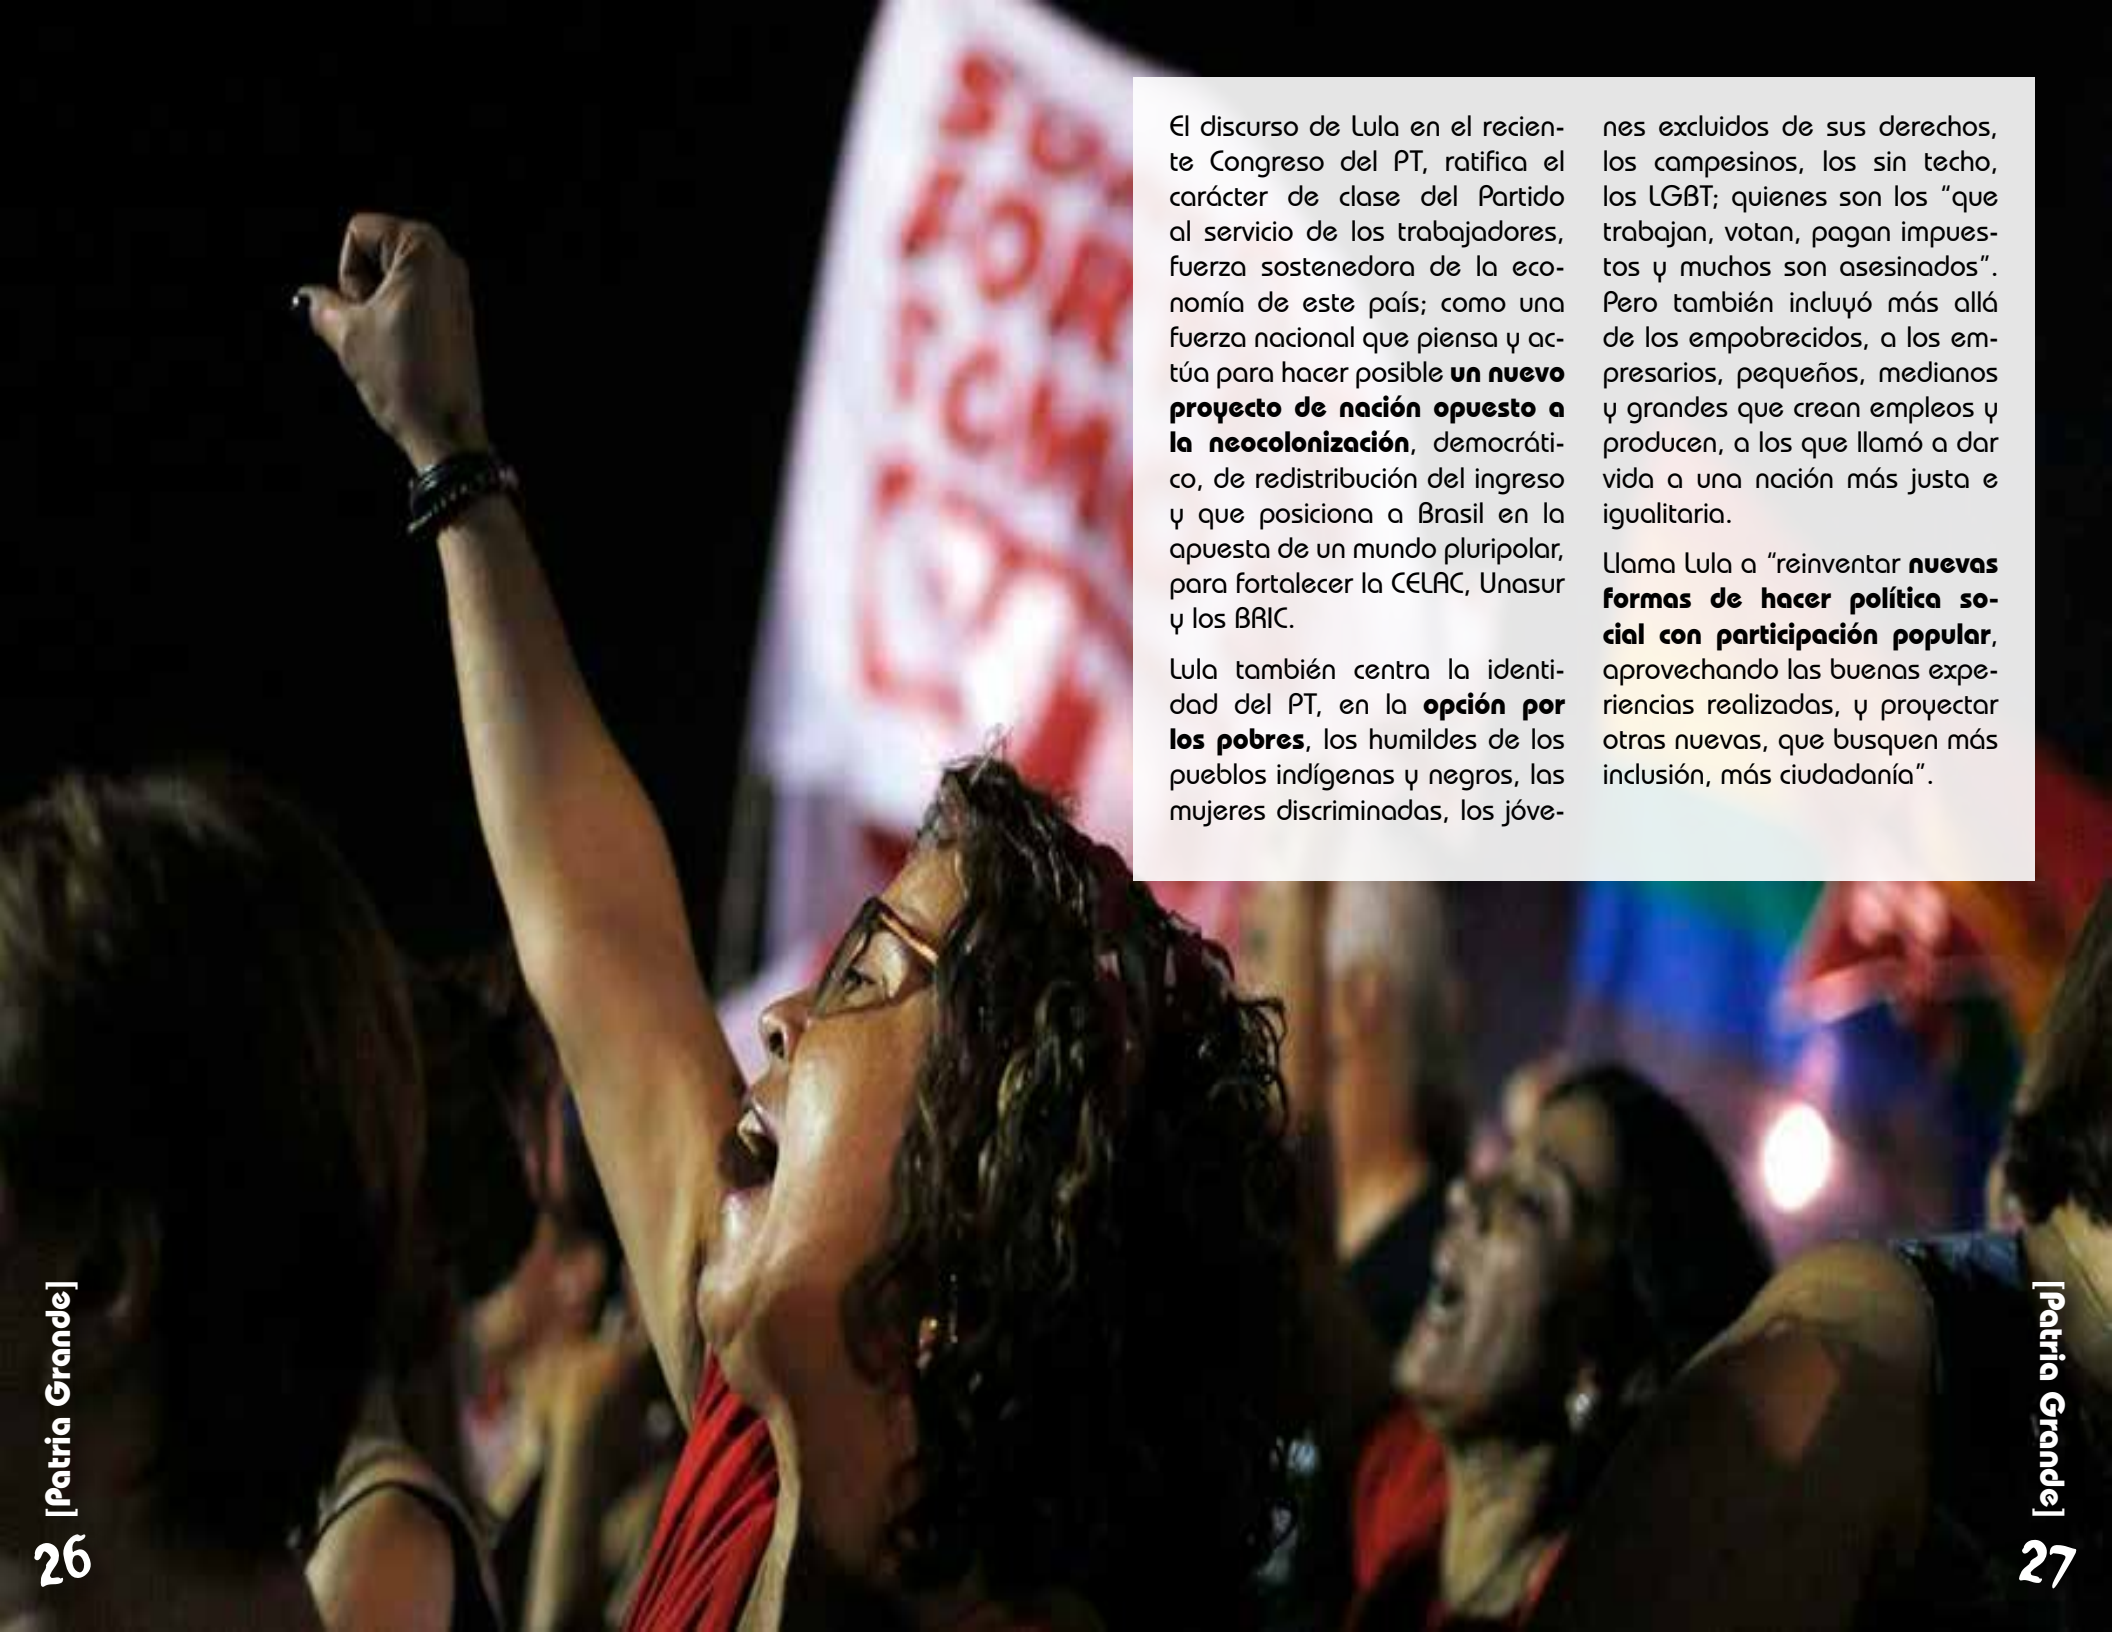 El discurso de Lula en el recien-
te Congreso del PT, ratifica el
carácter de clase del Partido
al servicio de los trabajadores,
fuerza sostenedora de la eco-
nomía de este país; como una
fuerza nacional que piensa y ac-
túa para hacer posible un nuevo
proyecto de nación opuesto a
la neocolonización, democráti-
co, de redistribución del ingreso
y que posiciona a Brasil en la
apuesta de un mundo pluripolar,
para fortalecer la CELAC, Unasur
y los BRIC.
Lula también centra la identi-
dad del PT, en la opción por
los pobres, los humildes de los
pueblos indígenas y negros, las
mujeres discriminadas, los jóve-
nes excluidos de sus derechos,
los campesinos, los sin techo,
los LGBT; quienes son los “que
trabajan, votan, pagan impues-
tos y muchos son asesinados”.
Pero también incluyó más allá
de los empobrecidos, a los em-
presarios, pequeños, medianos
y grandes que crean empleos y
producen, a los que llamó a dar
vida a una nación más justa e
igualitaria.
Llama Lula a “reinventar nuevas
formas de hacer política so-
cial con participación popular,
aprovechando las buenas expe-
riencias realizadas, y proyectar
otras nuevas, que busquen más
inclusión, más ciudadanía”.
[Patria Grande]
26
[Patria Grande]
27